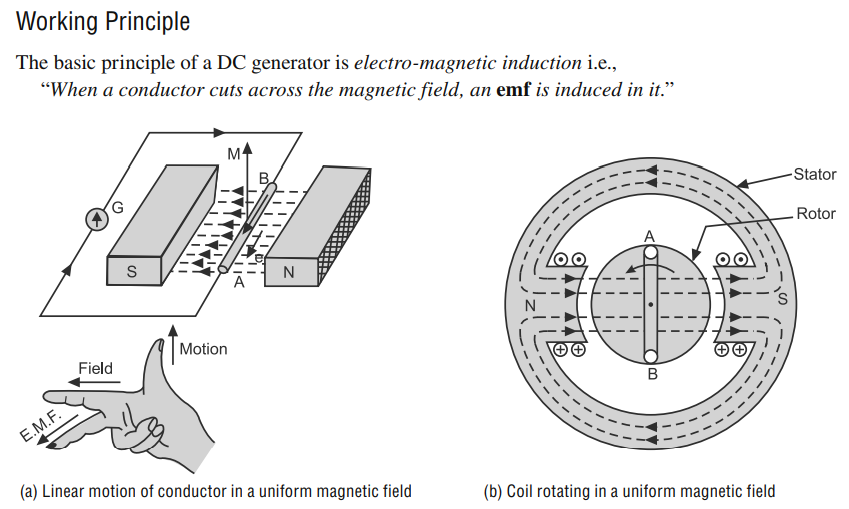 Working Principle
The basic principle of a DC generator is electro-magnetic induction i.e.,
“When a conductor cuts across the magnetic field, an emf is induced in it.”
M
B
G
e
S
A
N
Motion
Field
E.M.F.
(a) Linear motion of conductor in a uniform magnetic field
Stator
Rotor
A
N
S
B
(b) Coil rotating in a uniform magnetic field